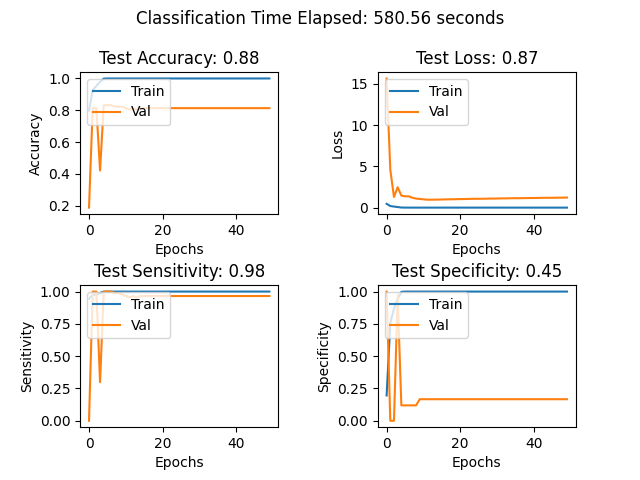 Classification Time Elapsed: 580.56 seconds
Test Accuracy: 0.88
Accuracy
1.0
0.8
0.6
0.4
0.2
Train
Val
0 20 40
Epochs
Test Loss: 0.87
Loss
15
10
5
0
Train
Val
0 20 40
Epochs
Test Sensitivity: 0.98
Sensitivity
1.00
0.75
0.50
0.25
0.00
Train
Val
0 20 40
Epochs
Test Specificity: 0.45
Specificity
1.00
0.75
0.50
0.25
0.00
Train
Val
0 20 40
Epochs